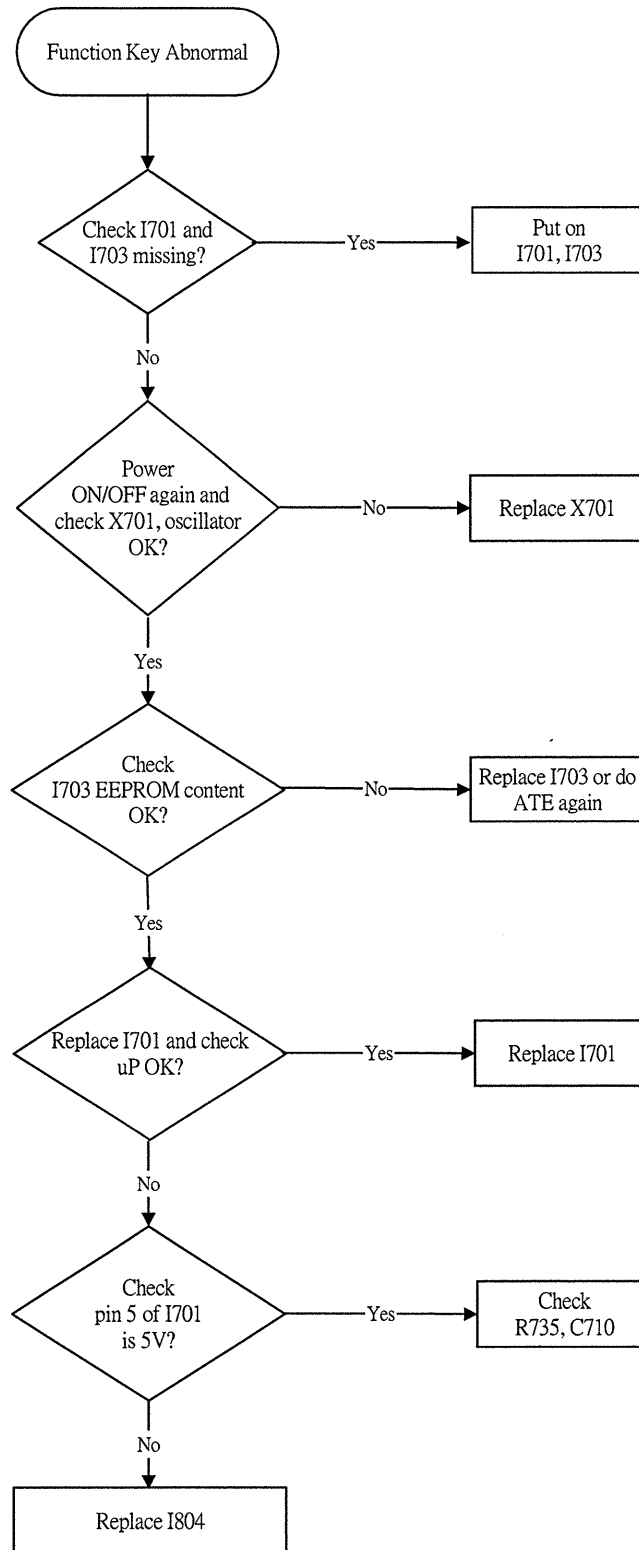 Function Key Abnormal
Check I701 and
I703 missing?
Yes
Put on
I701, I703
No
Power
ON/OFF again and
check X701, oscillator
OK?
No
Replace X701
Yes
Check
I703 EEPROM content
OK?
No
Replace I703 or do
ATE again
Yes
Replace I701 and check
uP OK?
Yes
Replace I701
No
Check
pin 5 of I701
is 5V?
Yes
Check
R735, C710
No
Replace I804